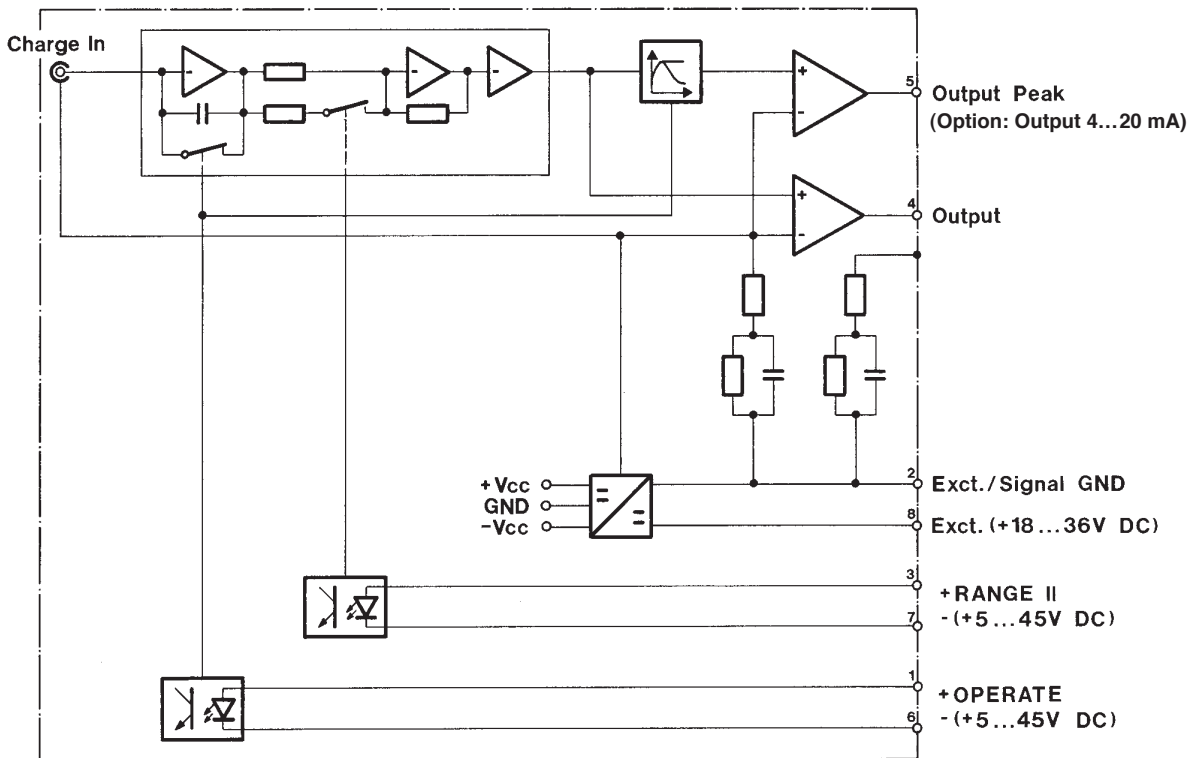 Charge In
5
Output Peak
(Option: Output 4...20 mA)
4
Output
+Vcc
GND
-Vcc
2
Exct./Signal GND
8
Exct. (+18...36V DC)
3
+RANGE II
7
-(+5...45V DC)
1
+OPERATE
6
-(+5...45V DC)